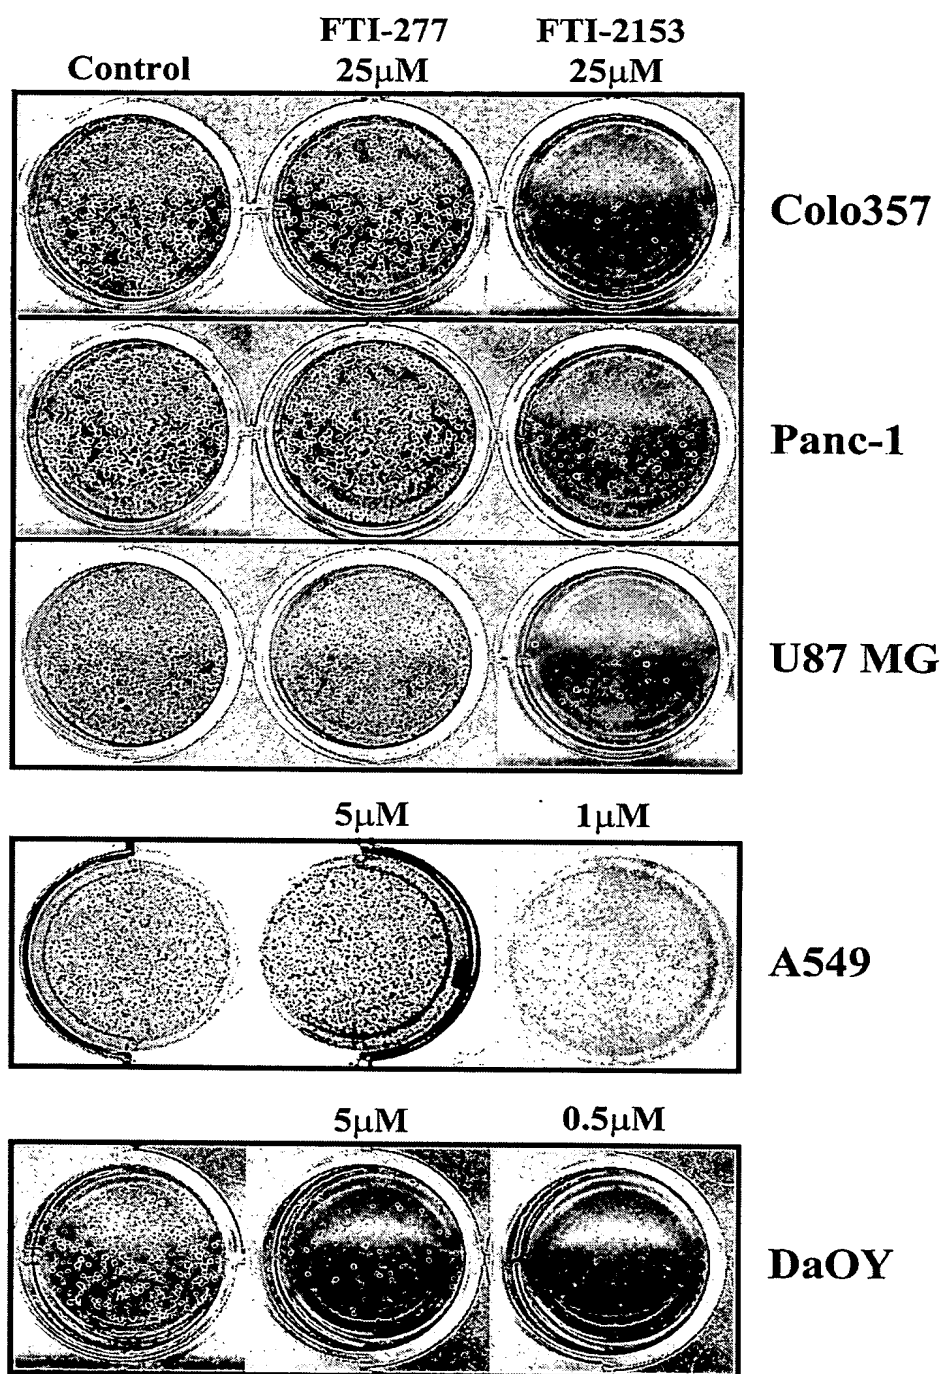 FTI-277 FTI-2153
Control 25μM 25μM
Colo357
Panc-1
U87 MG
5μM 1μM
A549
5μM 0.5μM
DaOY